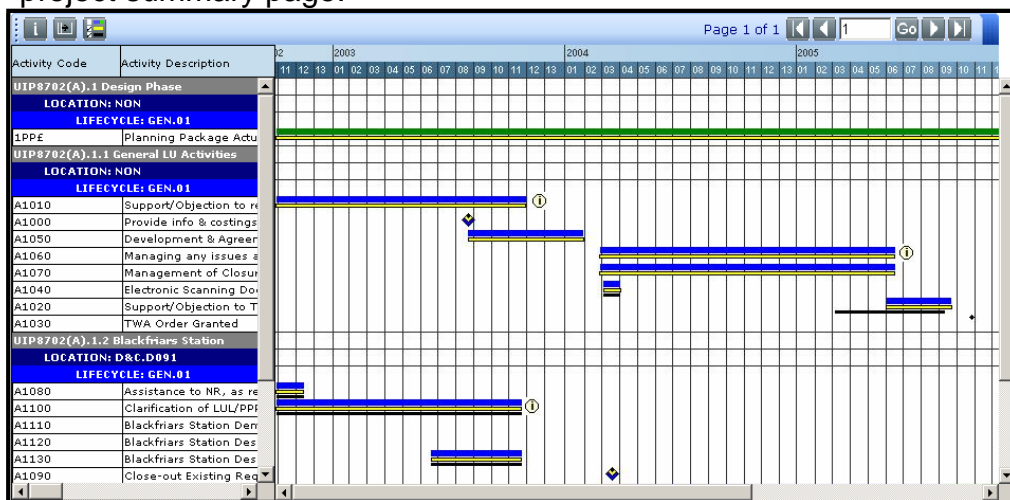 project summary page.
Page 1 of 1 1 Go
Activity Code Activity Description
02 2003 2004 2005
11 12 13 01 02 03 04 05 06 07 08 09 10 11 12 13 01 02 03 04 05 06 07 08 09 10 11 12 13 01 02 03 04 05 06 07 08 09 10 11 1
UIP8702(A).1 Design Phase
LOCATION: NON
LIFECYCLE: GEN.01
1PP£ Planning Package Actu
UIP8702(A).1.1 General LU Activities
LOCATION: NON
LIFECYCLE: GEN.01
A1010 Support/Objection to re
A1000 Provide info & costings
A1050 Development & Agreer
A1060 Managing any issues a
A1070 Management of Closur
A1040 Electronic Scanning Do
A1020 Support/Objection to T
A1030 TWA Order Granted
UIP8702(A).1.2 Blackfriars Station
LOCATION: D&C.D091
LIFECYCLE: GEN.01
A1080 Assistance to NR, as re
A1100 Clarification of LUL/PPP
A1110 Blackfriars Station Dem
A1120 Blackfriars Station Des
A1130 Blackfriars Station Des
A1090 Close-out Existing Req